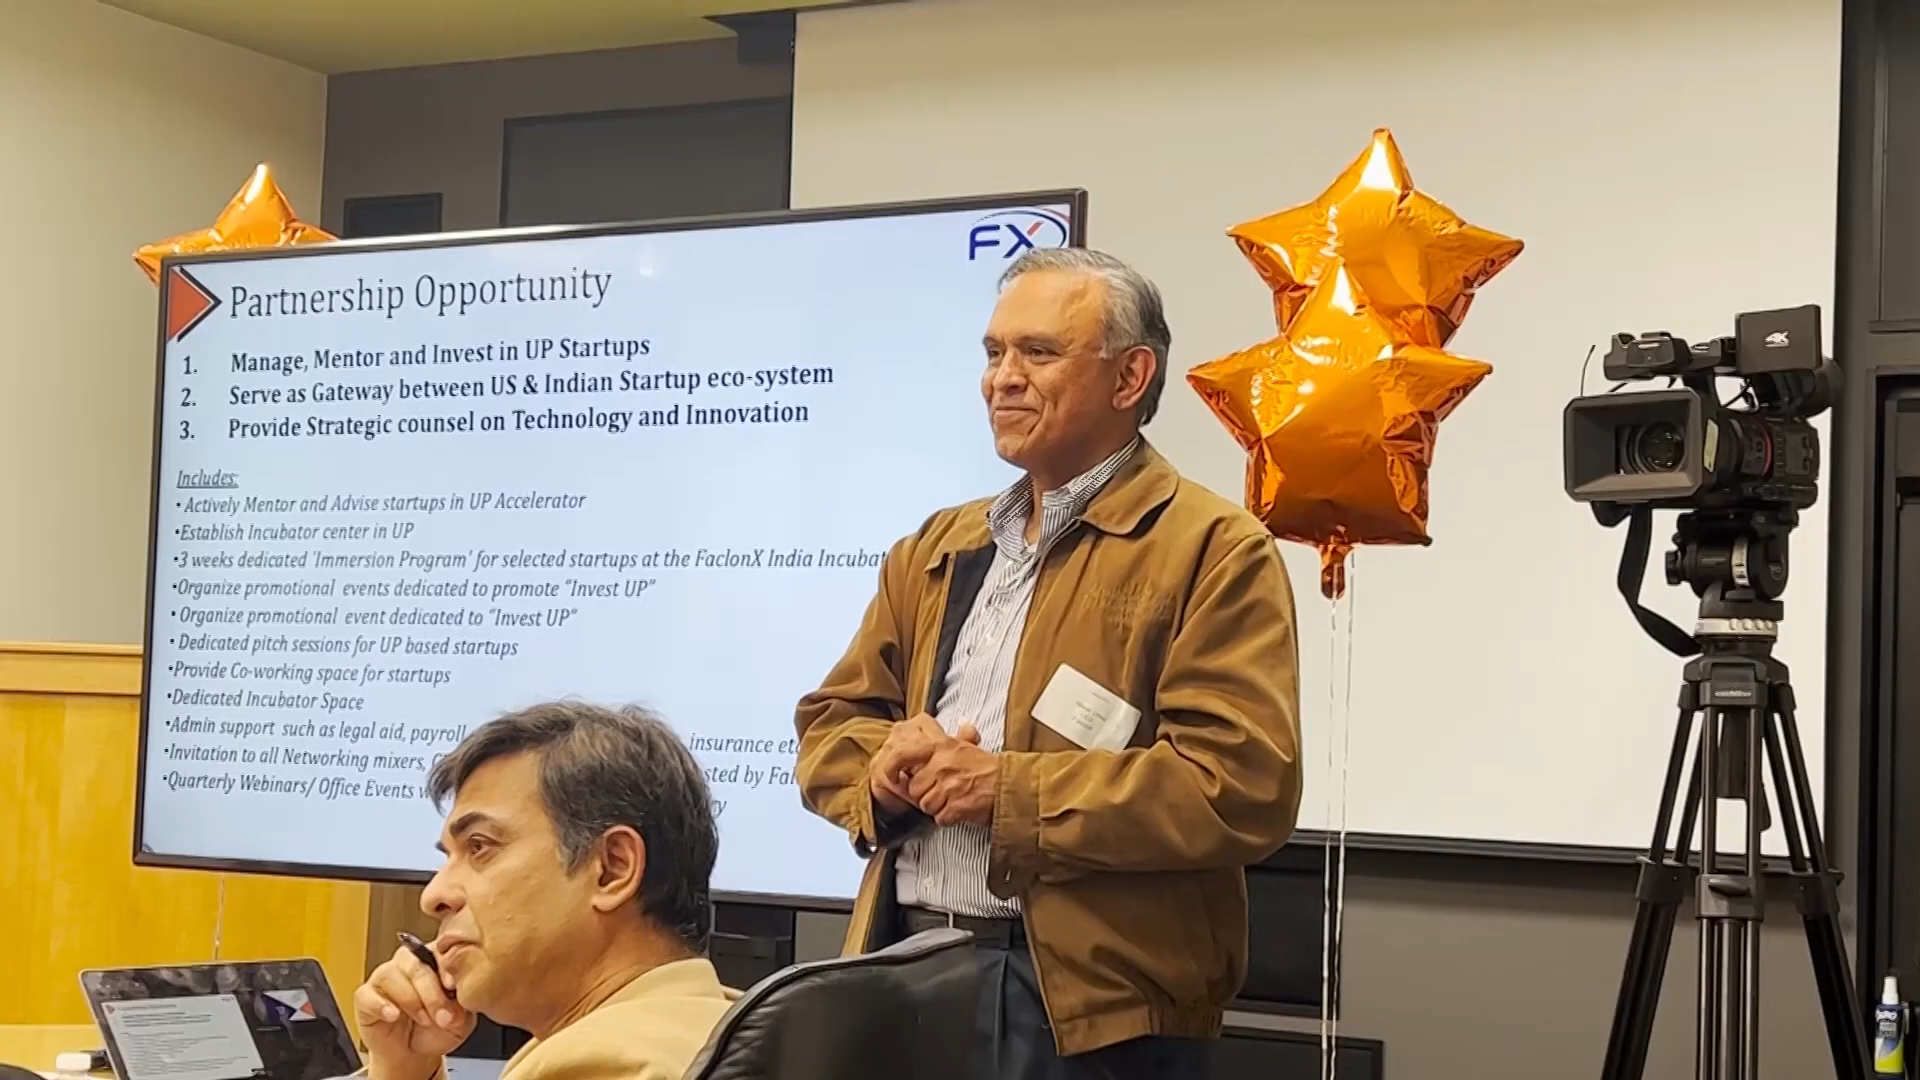 FX
Partnership Opportunity
1. Manage, Mentor and Invest in UP Startups
2. Serve as Gateway between US & Indian Startup eco-system
3. Provide Strategic counsel on Technology and Innovation
Includes:
• Actively Mentor and Advise startups in UP Accelerator
•Establish Incubator center in UP
•3 weeks dedicated 'Immersion Program' for selected startups at the FaclonX India Incubat
•Organize promotional events dedicated to promote “Invest UP”
• Organize promotional event dedicated to “Invest UP”
• Dedicated pitch sessions for UP based startups
•Provide Co-working space for startups
•Dedicated Incubator Space
•Admin support such as legal aid, payroll insurance etc
•Invitation to all Networking mixers, sted by Fal
•Quarterly Webinars/ Office Events
4K